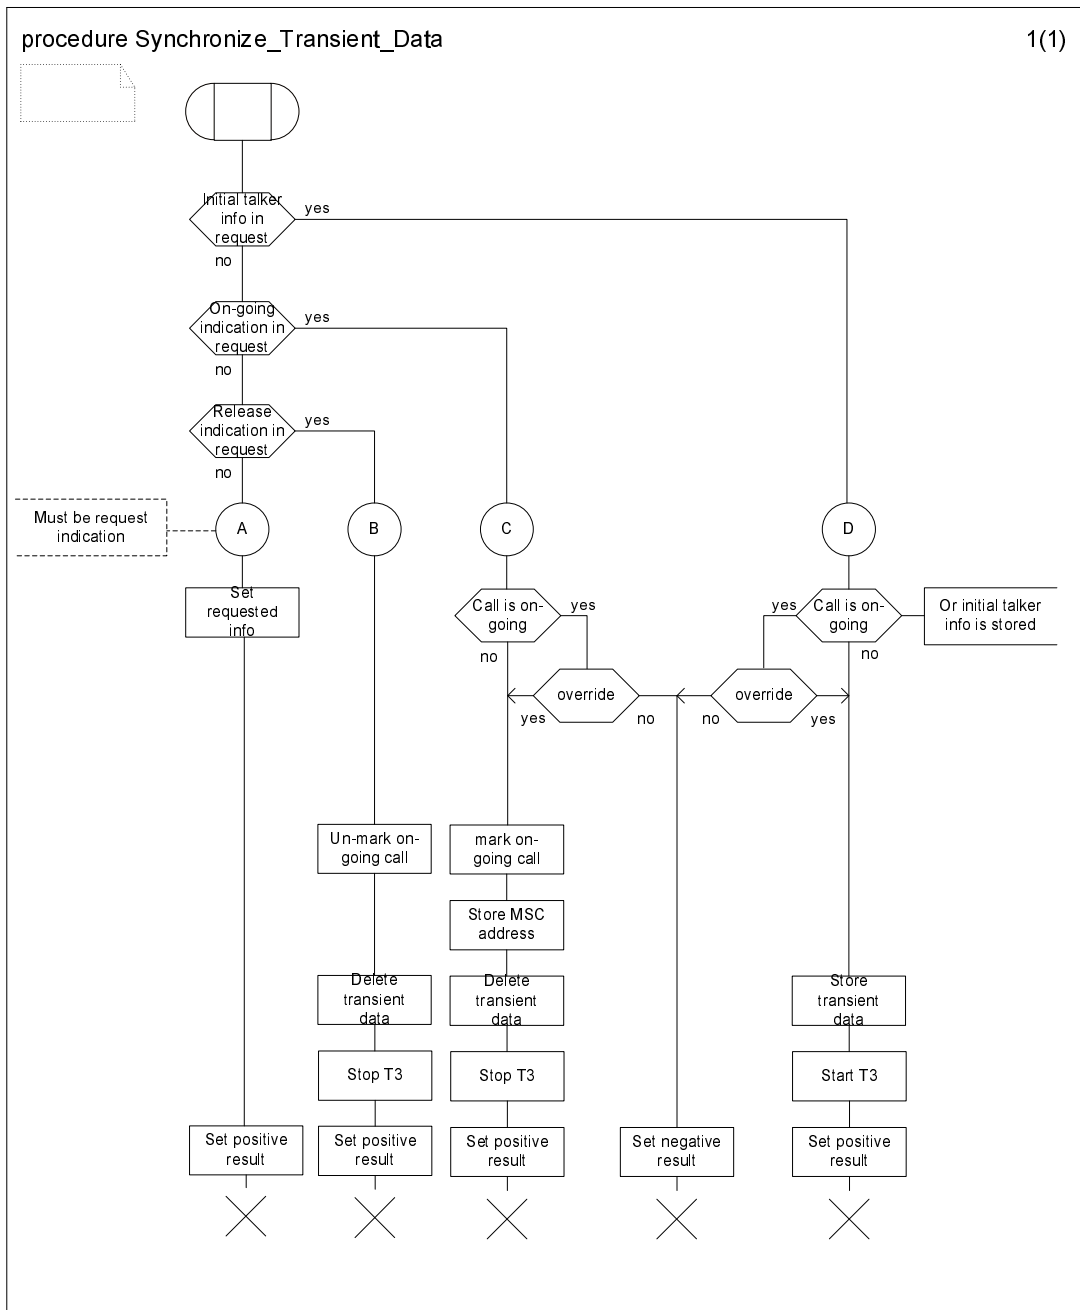 procedure Synchronize_Transient_Data
1(1)
Initial talker
info in
request
yes
no
On-going
indication in
request
yes
no
Release
indication in
request
yes
no
Must be request
indication
A
B
C
D
Set
requested
info
Call is on-
going
yes
no
yes
Call is on-
going
no
Or initial talker
info is stored
override
yes
no
override
no
yes
Un-mark on-
going call
mark on-
going call
Store MSC
address
Delete
transient
data
Delete
transient
data
Store
transient
data
Stop T3
Stop T3
Start T3
Set positive
result
Set positive
result
Set positive
result
Set negative
result
Set positive
result